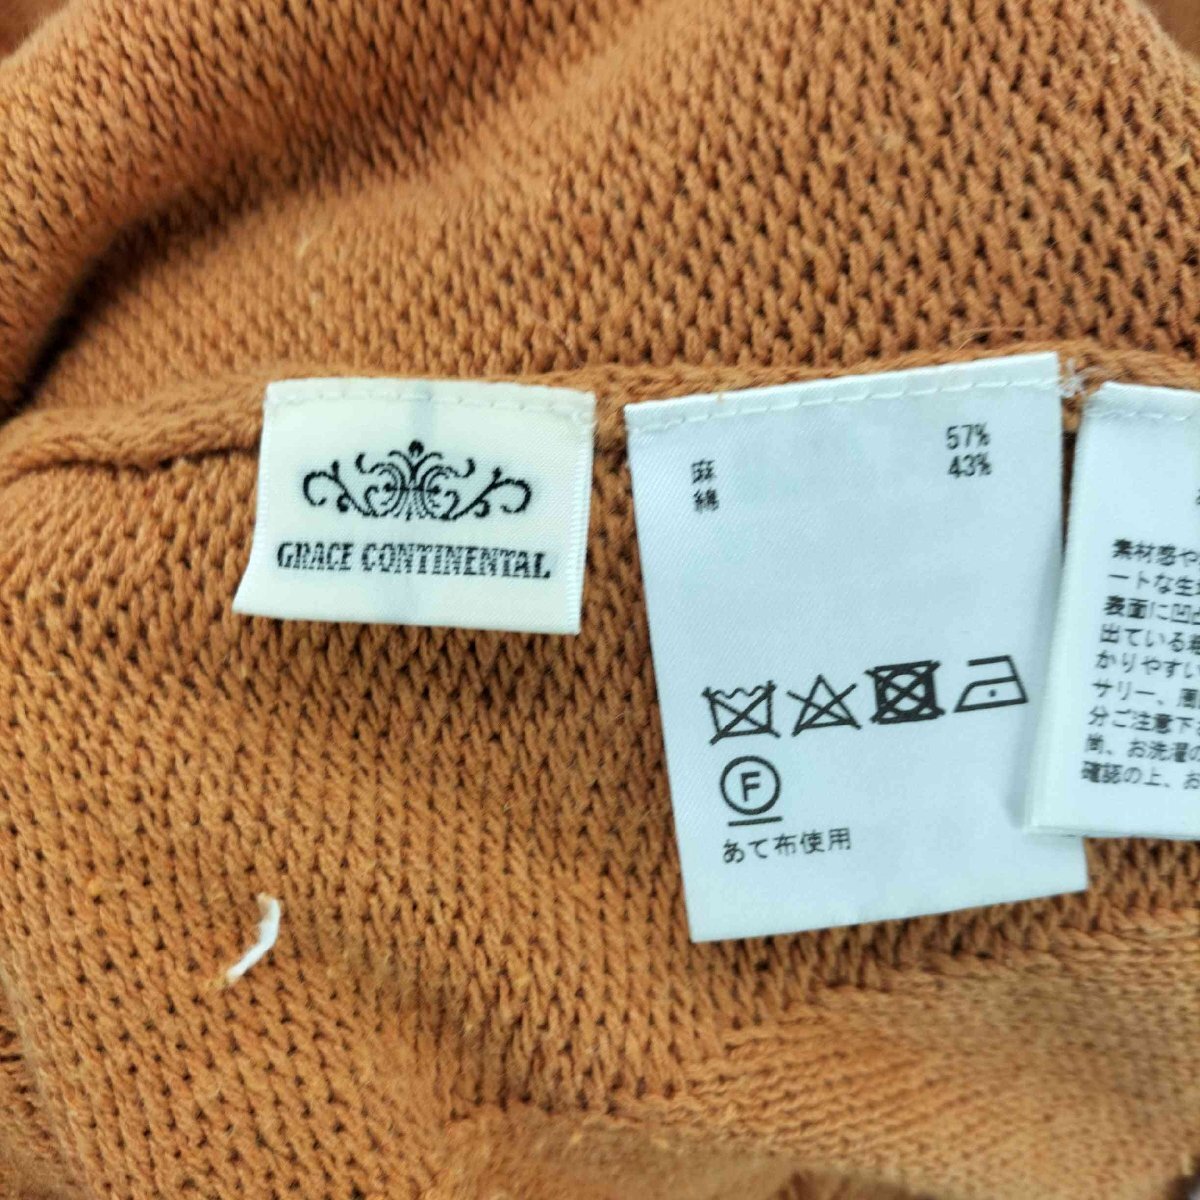 GRACE CONTINENTAL
麻 57%
綿 43%
F
あて布使用
素材感や
ートな生
表面に凹凸
出ている
かりやすい
サリー、
分ご注意下
尚、お洗濯の
確認の上、お